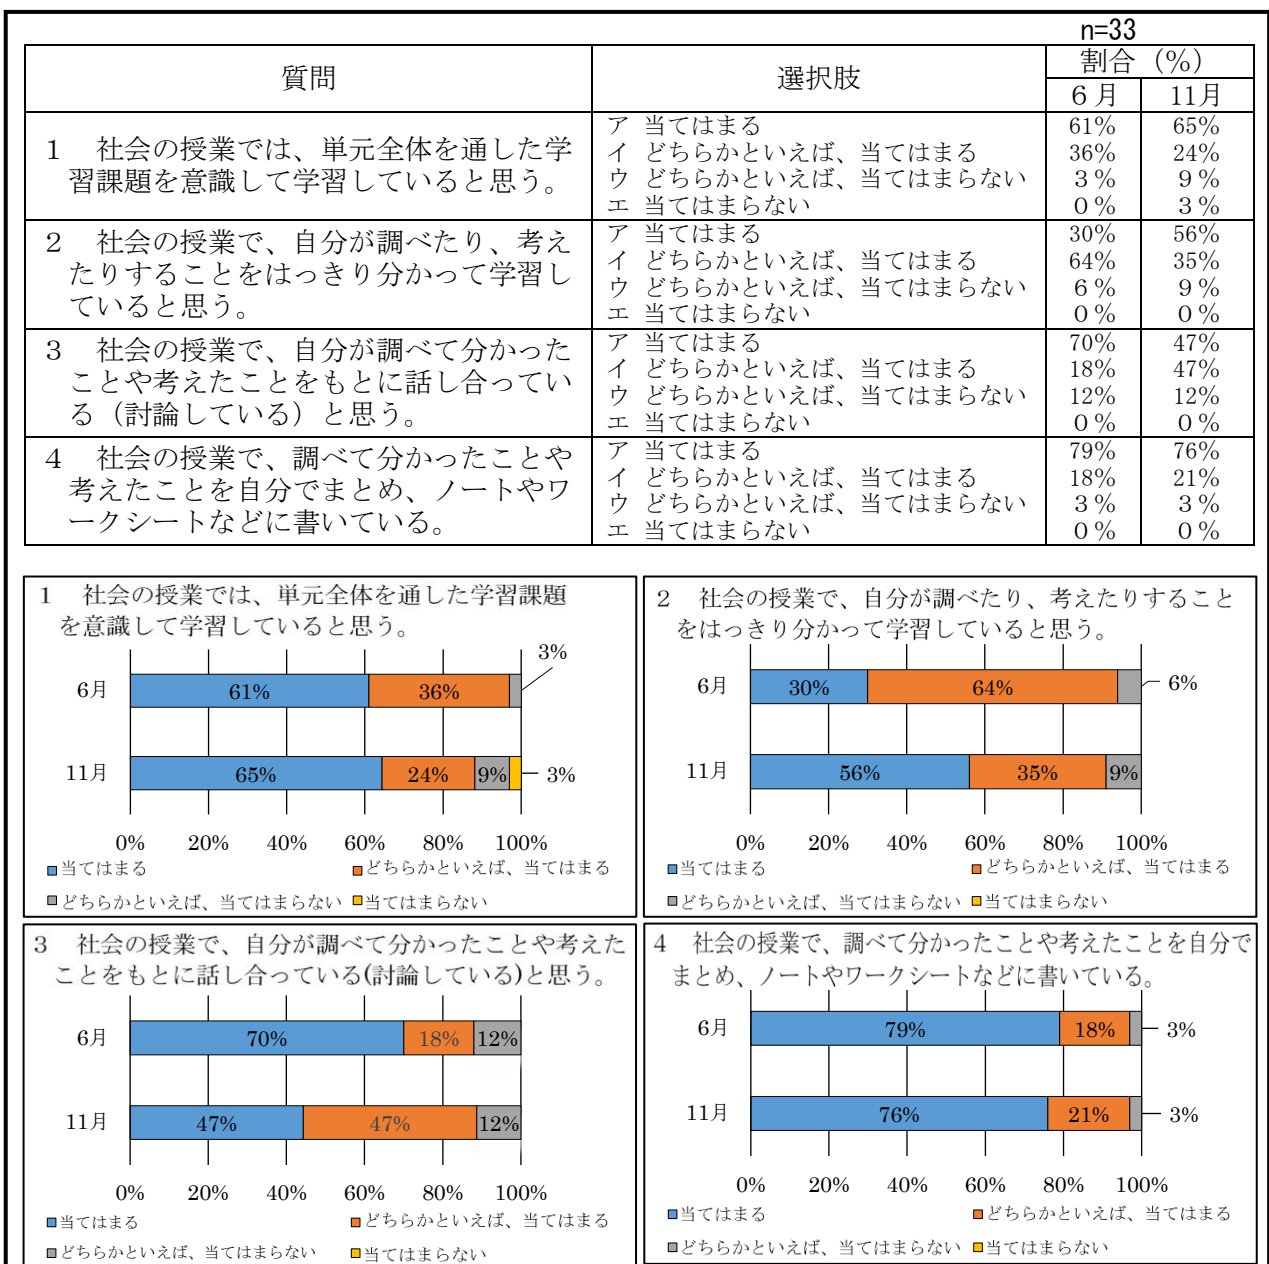 n=33
質問 選択肢 割合（%）
６月 11月
１　社会の授業では、単元全体を通した学
習課題を意識して学習していると思う。
ア 当てはまる 61% 65%
イ どちらかといえば、当てはまる 36% 24%
ウ どちらかといえば、当てはまらない 3% 9%
エ 当てはまらない 0% 3%
２　社会の授業で、自分が調べたり、考え
たりすることをはっきり分かって学習し
ていると思う。
ア 当てはまる 30% 56%
イ どちらかといえば、当てはまる 64% 35%
ウ どちらかといえば、当てはまらない 6% 9%
エ 当てはまらない 0% 0%
３　社会の授業で、自分が調べて分かった
ことや考えたことをもとに話し合ってい
る（討論している）と思う。
ア 当てはまる 70% 47%
イ どちらかといえば、当てはまる 18% 47%
ウ どちらかといえば、当てはまらない 12% 12%
エ 当てはまらない 0% 0%
４　社会の授業で、調べて分かったことや
考えたことを自分でまとめ、ノートやワ
ークシートなどに書いている。
ア 当てはまる 79% 76%
イ どちらかといえば、当てはまる 18% 21%
ウ どちらかといえば、当てはまらない 3% 3%
エ 当てはまらない 0% 0%
1　社会の授業では、単元全体を通した学習課題
を意識して学習していると思う。
3%
6月 61% 36%
11月 65% 24% 9% 3%
0% 20% 40% 60% 80% 100%
当てはまる どちらかといえば、当てはまる
どちらかといえば、当てはまらない 当てはまらない
2　社会の授業で、自分が調べたり、考えたりすること
をはっきり分かって学習していると思う。
6月 30% 64% 6%
11月 56% 35% 9%
0% 20% 40% 60% 80% 100%
当てはまる どちらかといえば、当てはまる
どちらかといえば、当てはまらない 当てはまらない
3　社会の授業で、自分が調べて分かったことや考えた
ことをもとに話し合っている(討論している)と思う。
6月 70% 18% 12%
11月 47% 47% 12%
0% 20% 40% 60% 80% 100%
当てはまる どちらかといえば、当てはまる
どちらかといえば、当てはまらない 当てはまらない
4　社会の授業で、調べて分かったことや考えたことを自分で
まとめ、ノートやワークシートなどに書いている。
6月 79% 18% 3%
11月 76% 21% 3%
0% 20% 40% 60% 80% 100%
当てはまる どちらかといえば、当てはまる
どちらかといえば、当てはまらない 当てはまらない